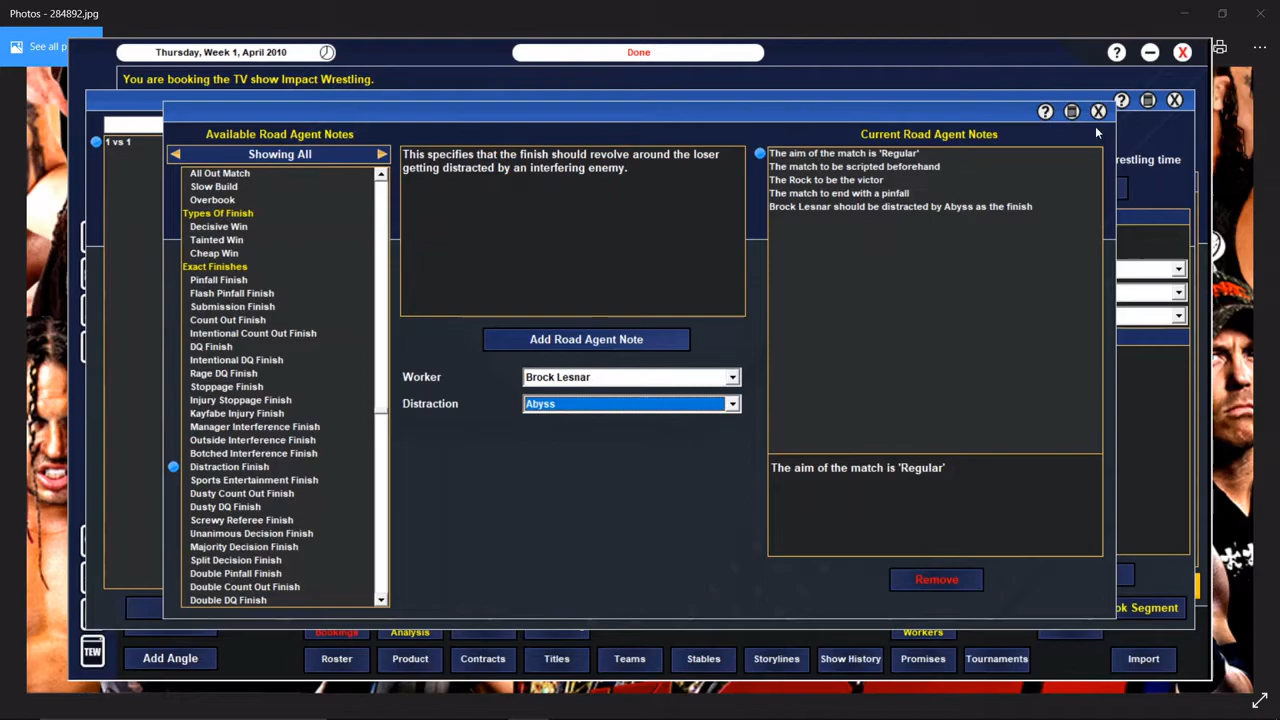 Photos - 284892.jpg
See all p
Thursday, Week 1, April 2010
Done
?
X
You are booking the TV show Impact Wrestling.
? X
? X
Available Road Agent Notes
Current Road Agent Notes
1 vs 1
restling time
Showing All
All Out Match
Slow Build
Overbook
Types Of Finish
Decisive Win
Tainted Win
Cheap Win
Exact Finishes
Pinfall Finish
Flash Pinfall Finish
Submission Finish
Count Out Finish
Intentional Count Out Finish
DQ Finish
Intentional DQ Finish
Rage DQ Finish
Stoppage Finish
Injury Stoppage Finish
Kayfabe Injury Finish
Manager Interference Finish
Outside Interference Finish
Botched Interference Finish
Distraction Finish
Sports Entertainment Finish
Dusty Count Out Finish
Dusty DQ Finish
Screwy Referee Finish
Unanimous Decision Finish
Majority Decision Finish
Split Decision Finish
Double Pinfall Finish
Double Count Out Finish
Double DQ Finish
This specifies that the finish should revolve around the loser
getting distracted by an interfering enemy.
Add Road Agent Note
Worker
Brock Lesnar
Distraction
Abyss
The aim of the match is 'Regular'
The match to be scripted beforehand
The Rock to be the victor
The match to end with a pinfall
Brock Lesnar should be distracted by Abyss as the finish
The aim of the match is 'Regular'
Remove
ok Segment
Bookings
Analysis
Workers
TEW
Add Angle
Roster
Product
Contracts
Titles
Teams
Stables
Storylines
Show History
Promises
Tournaments
Import